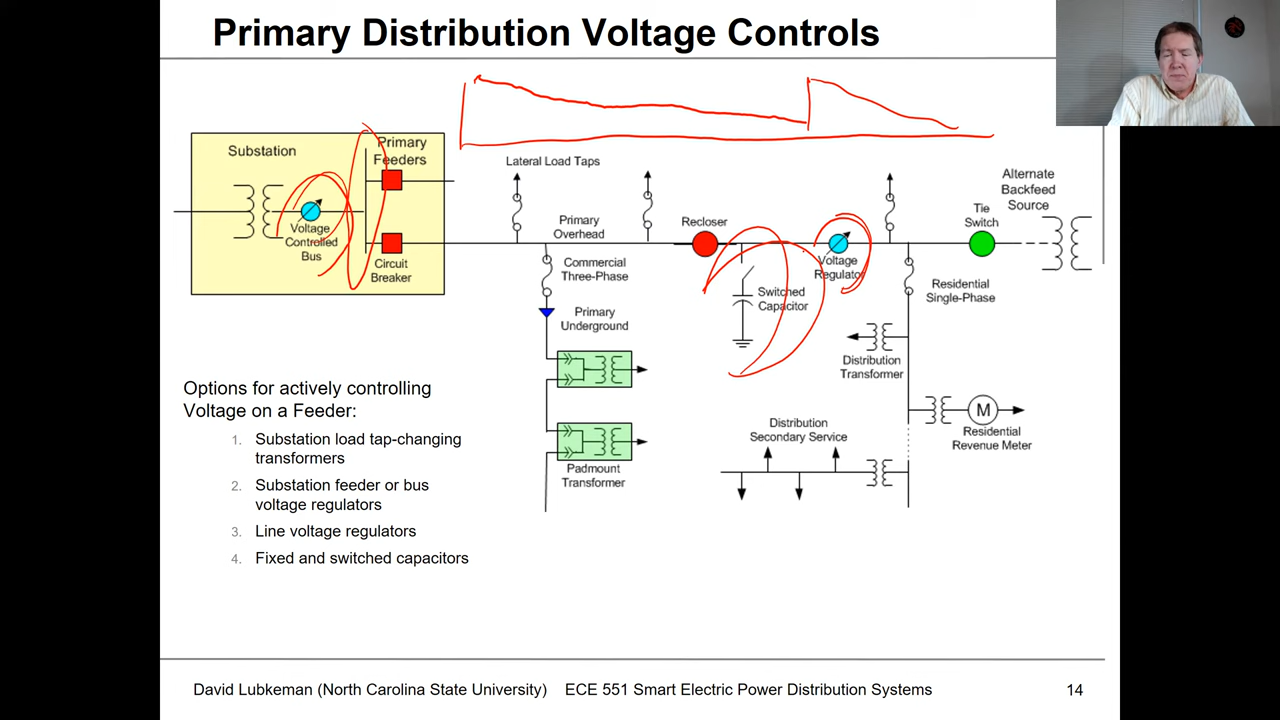 Primary Distribution Voltage Controls
Substation
Primary
Feeders
Voltage
Controlled
Bus
Circuit
Breaker
Lateral Load Taps
Primary
Overhead
Commercial
Three-Phase
Primary
Underground
Padmount
Transformer
Recloser
Switched
Capacitor
Voltage
Regulator
Alternate
Backfeed
Source
Tie
Switch
Residential
Single-Phase
Distribution
Transformer
M
Residential
Revenue Meter
Distribution
Secondary Service
Options for actively controlling
Voltage on a Feeder:
1. Substation load tap-changing
transformers
2. Substation feeder or bus
voltage regulators
3. Line voltage regulators
4. Fixed and switched capacitors
David Lubkeman (North Carolina State University) ECE 551 Smart Electric Power Distribution Systems 14